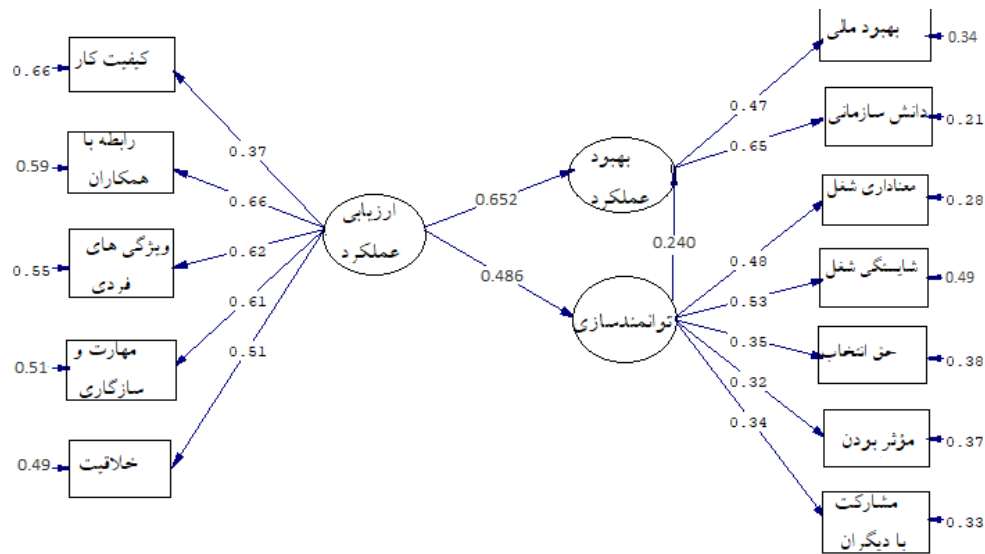 کیفیت کار
0.66
0.37
رابطه با
همکاران
0.59
0.66
ویژگی های
فردی
0.55
0.62
مهارت و
سازگاری
0.51
0.61
خلاقیت
0.49
0.51
ارزیابی
عملکرد
0.652
0.486
بهبود
عملکرد
0.240
توانمندسازی
بهبود ملی
0.34
0.47
دانش سازمانی
0.21
0.65
معناداری شغل
0.28
0.48
شایستگی شغل
0.49
0.53
حق انتخاب
0.38
0.35
مؤثر بودن
0.37
0.32
مشارکت
با دیگران
0.33
0.34